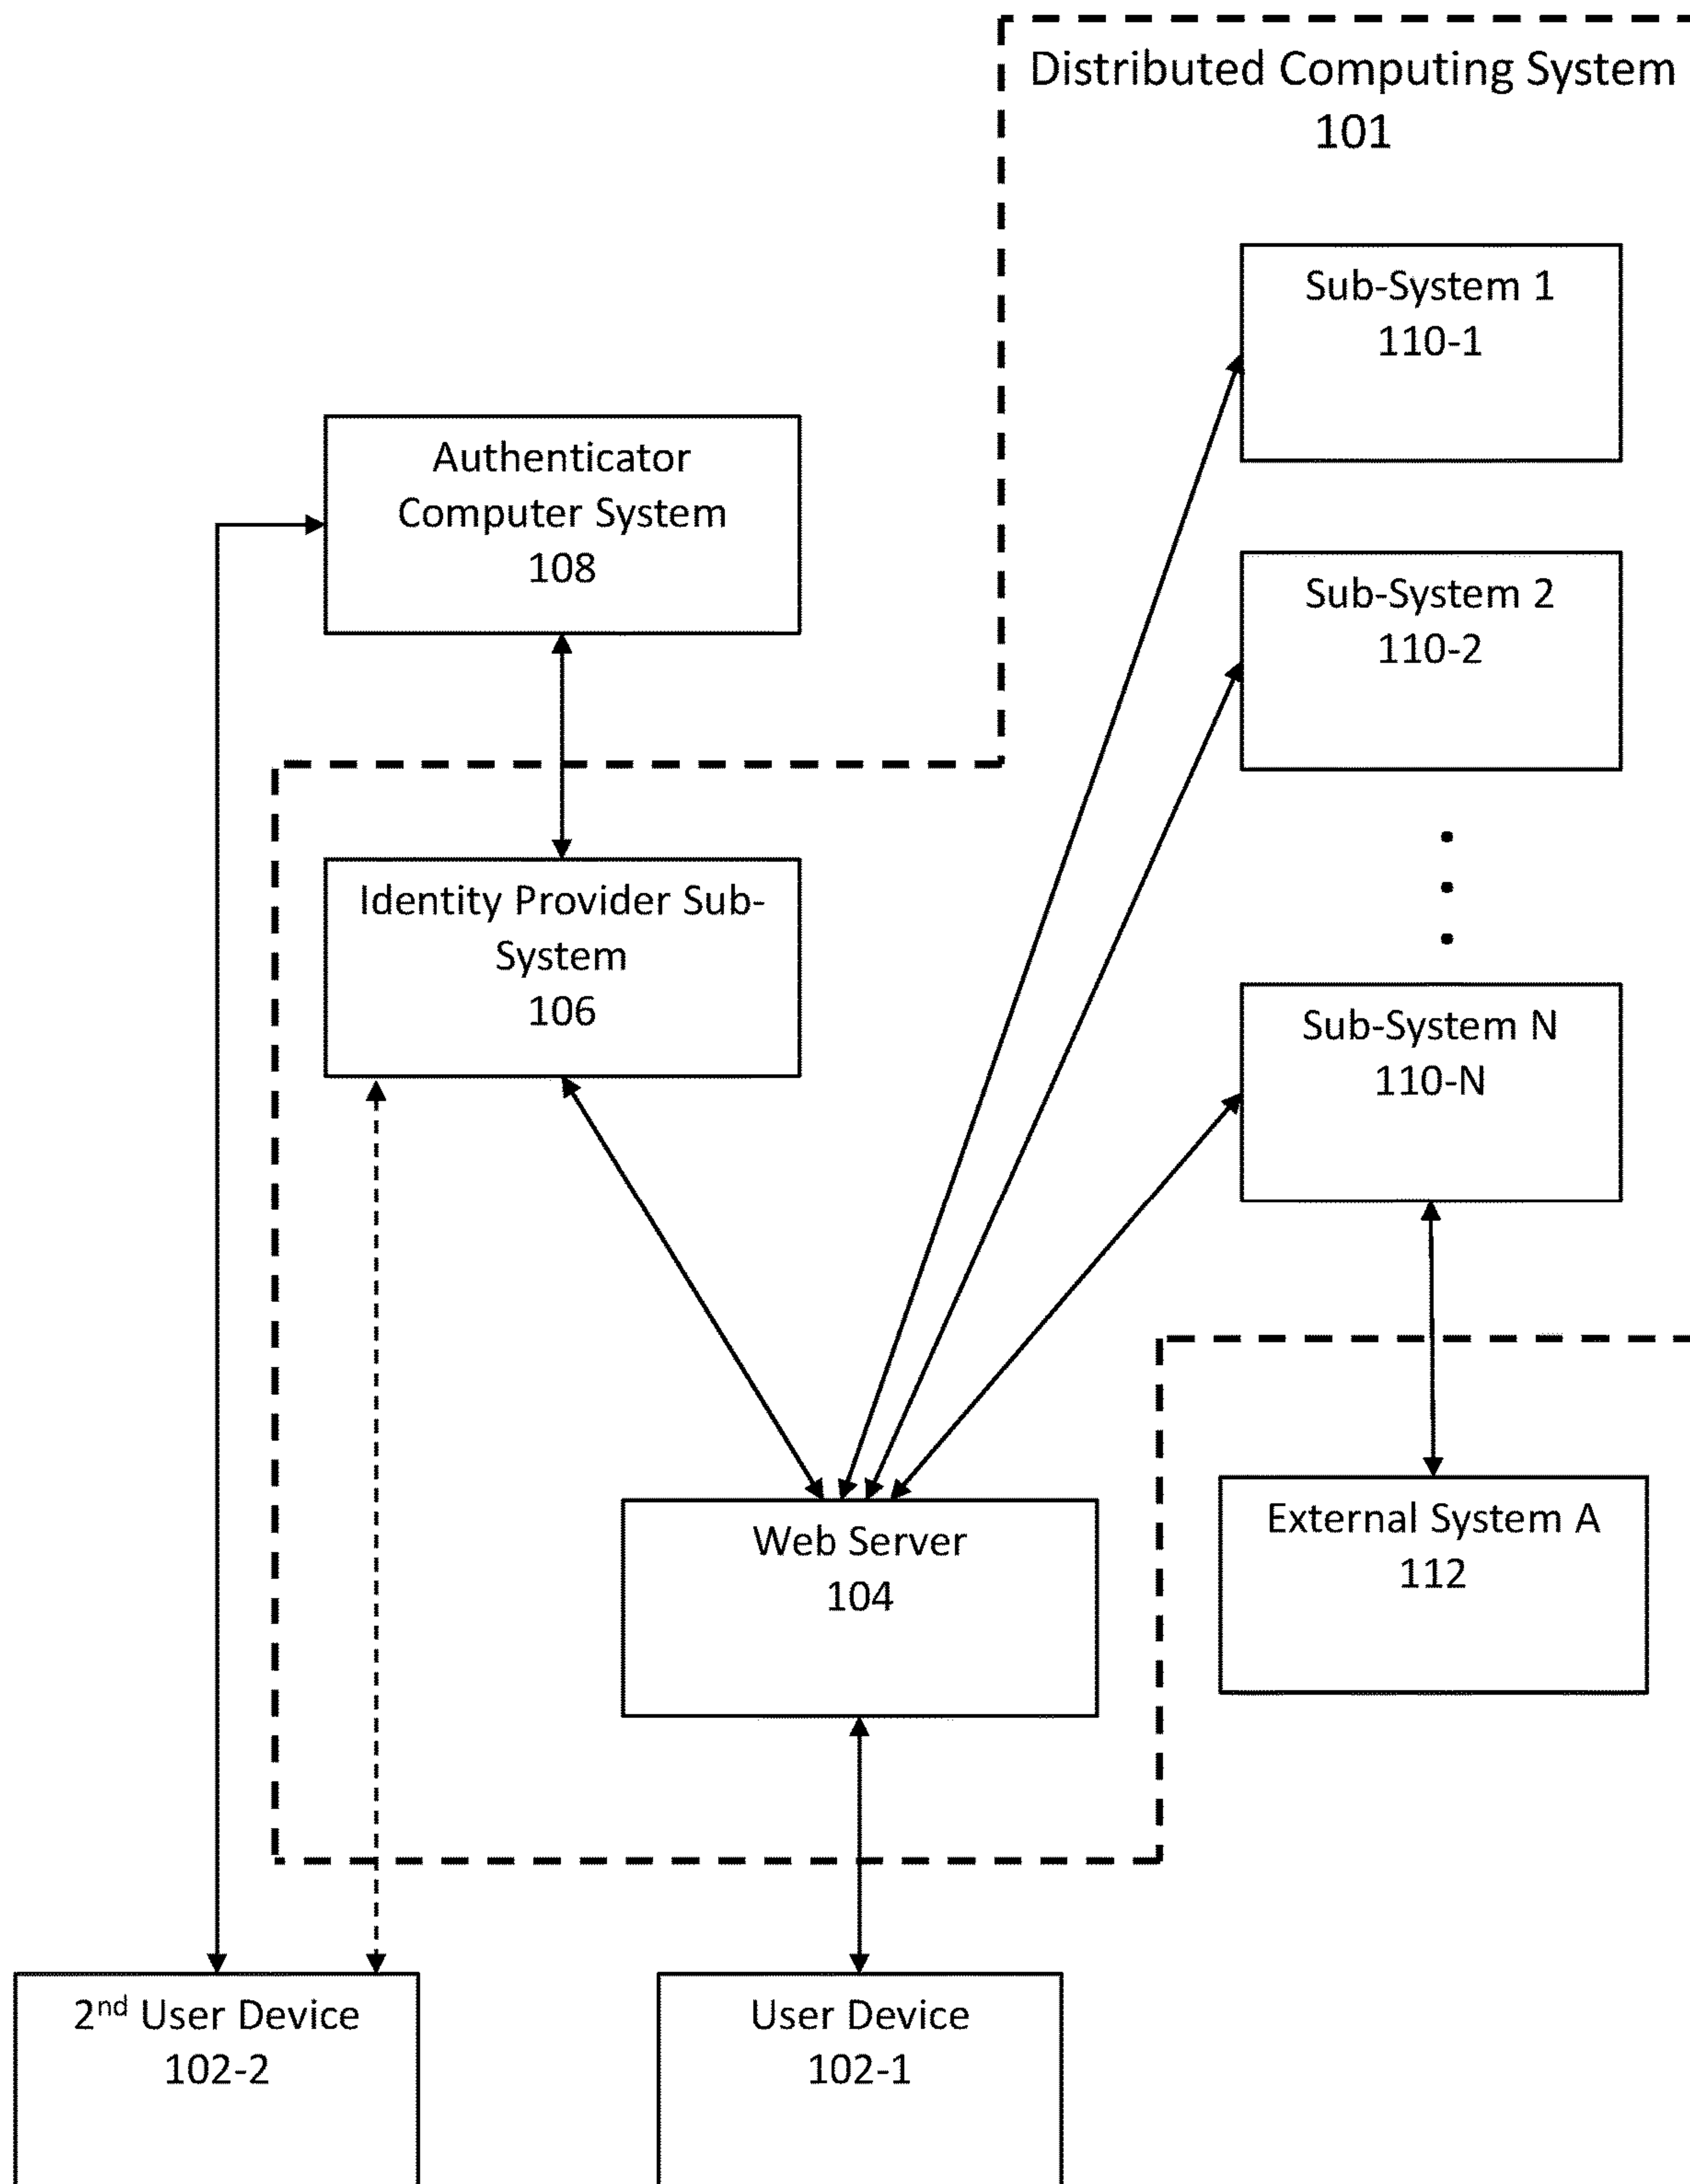 Distributed Computing System
101
Sub-System 1
110-1
Authenticator
Computer System
108
Sub-System 2
110-2
Identity Provider Sub-
System
106
Sub-System N
110-N
Web Server
104
External System A
112
2nd User Device
102-2
User Device
102-1